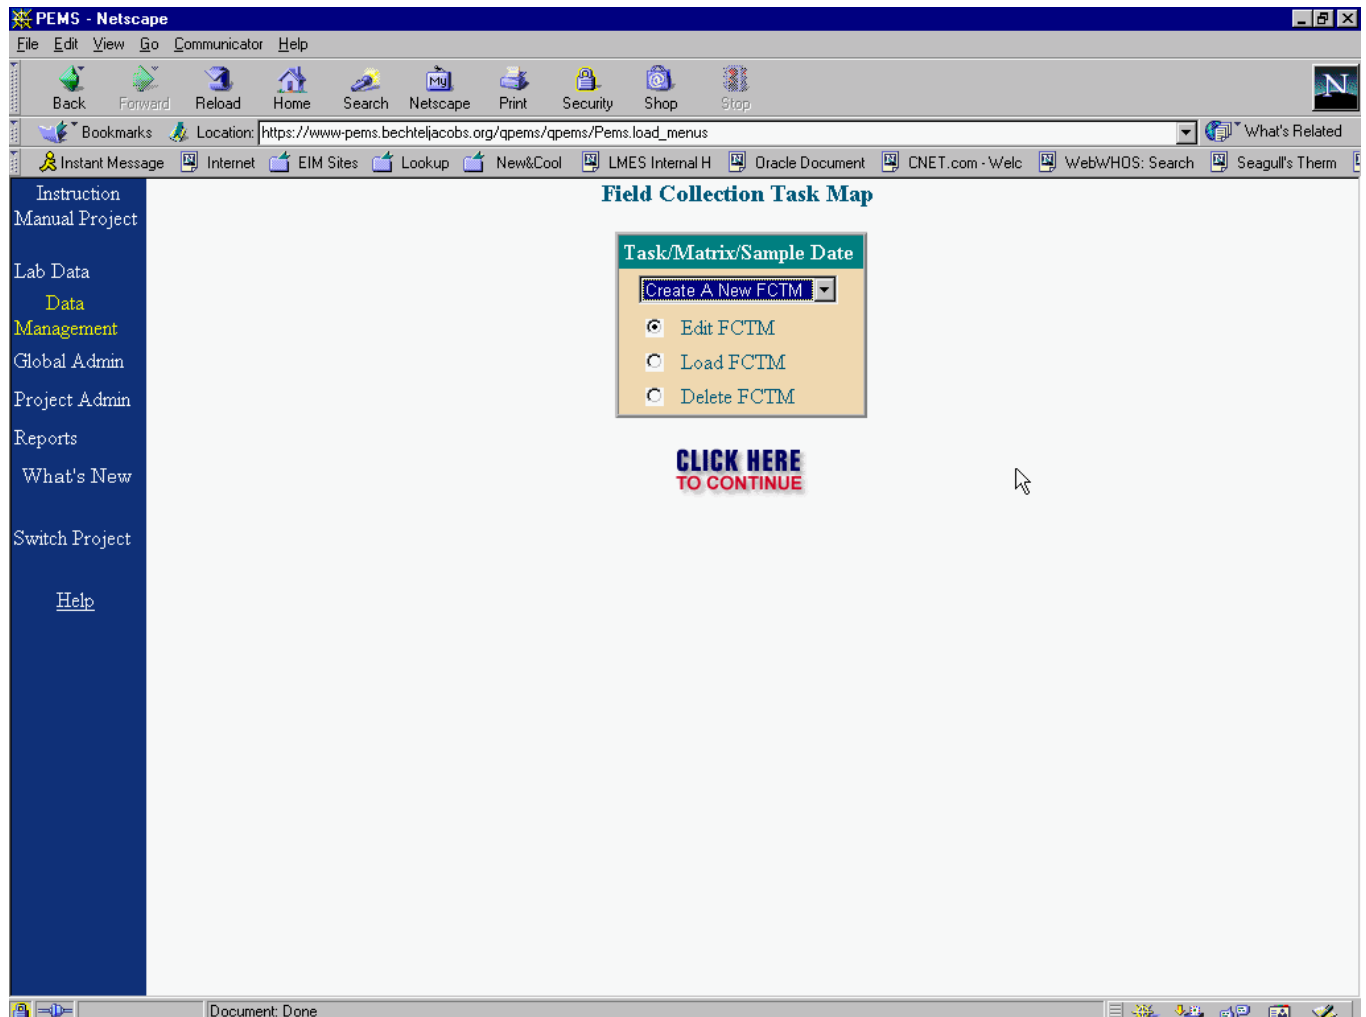 PEMS - Netscape
File Edit View Go Communicator Help
Back Forward Reload Home Search Netscape Print Security Shop Stop
My
N
Bookmarks Location: https://www-pems.bechteljacobs.org/qpems/qpems/Pems.load_menus What's Related
Instant Message Internet EIM Sites Lookup New&Cool LMES Internal H Oracle Document CNET.com - Welc WebWHOS: Search Seagull's Therm
Instruction
Manual Project
Lab Data
Data
Management
Global Admin
Project Admin
Reports
What's New
Switch Project
Help
Field Collection Task Map
Task/Matrix/Sample Date
Create A New FCTM
Edit FCTM
Load FCTM
Delete FCTM
CLICK HERE
TO CONTINUE
Document: Done